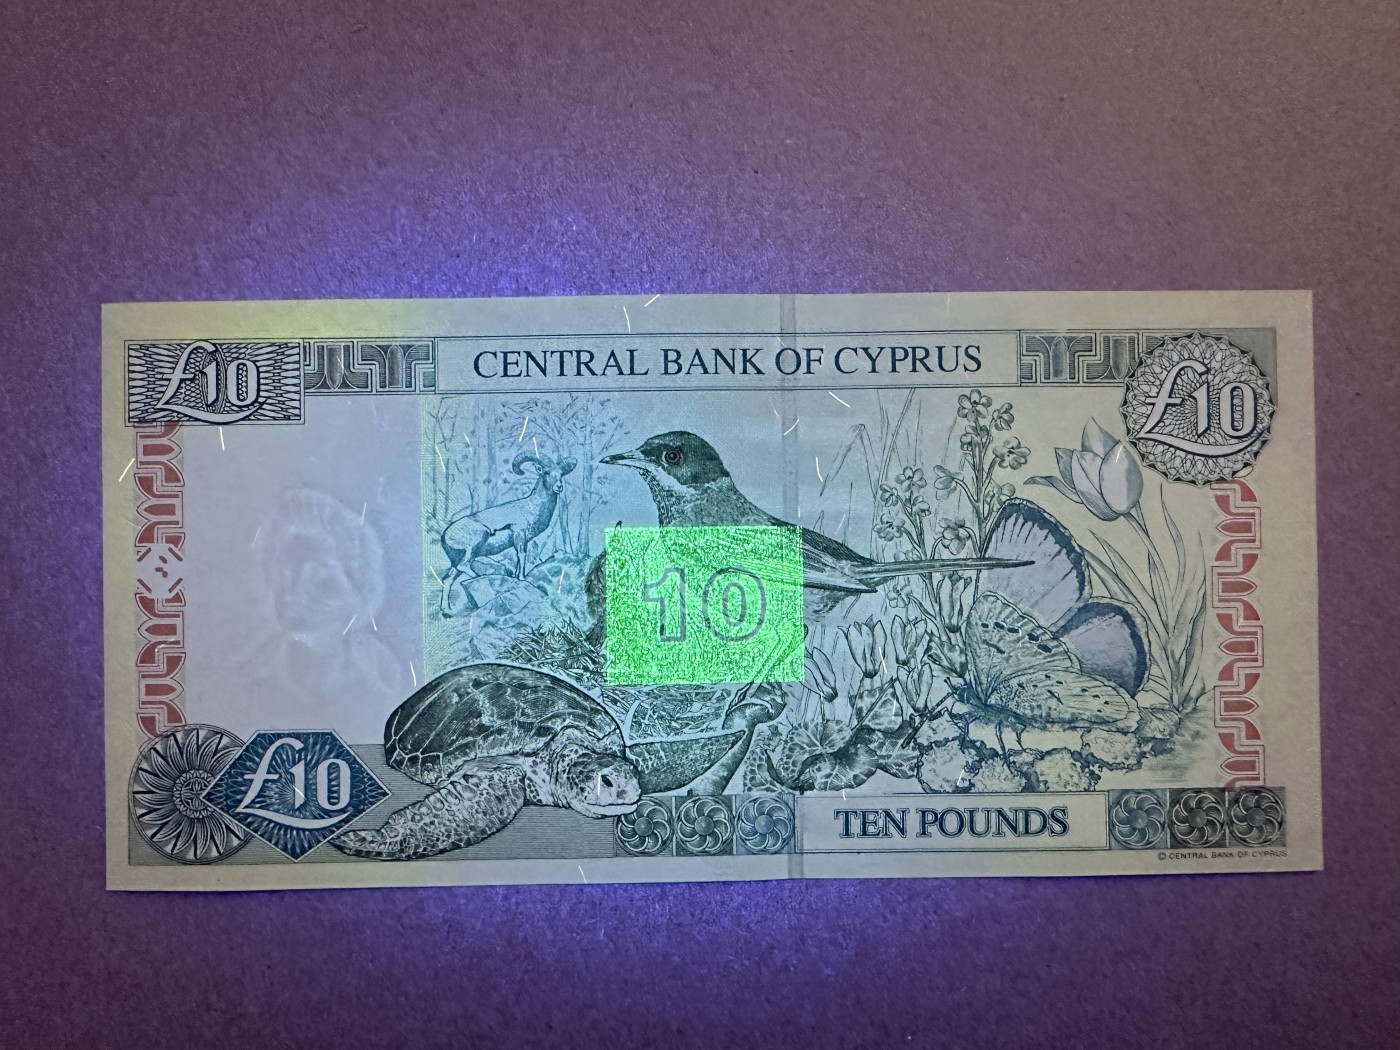 £10
CENTRAL BANK OF CYPRUS
£10
10
£10
TEN POUNDS
© CENTRAL BANK OF CYPRUS